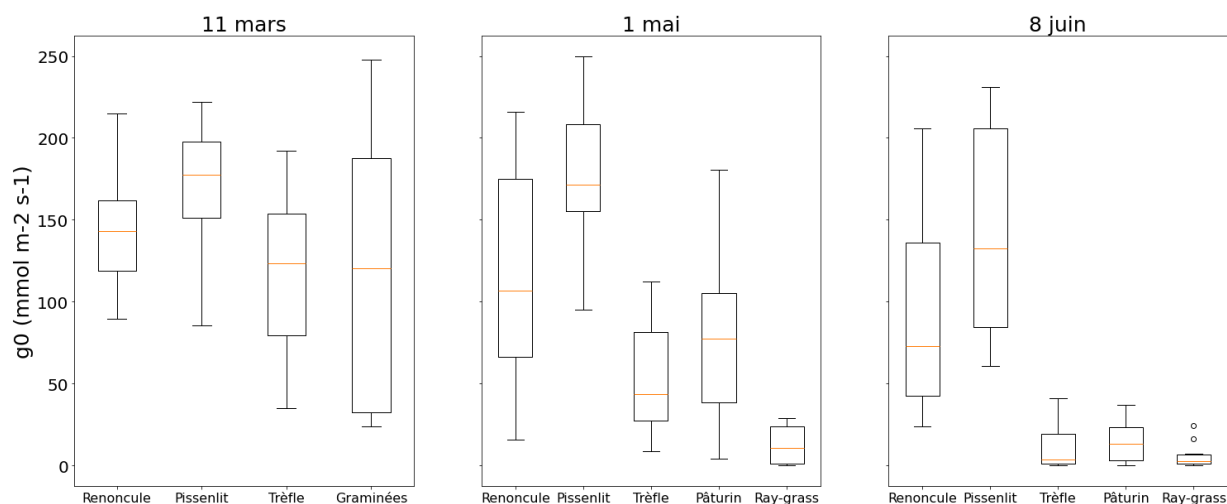 11 mars
1 mai
8 juin
g0 (mmol m-2 s-1)
250
200
150
100
50
0
Renoncule Pissenlit Trèfle Graminées
Renoncule Pissenlit Trèfle Pâturin Ray-grass
Renoncule Pissenlit Trèfle Pâturin Ray-grass